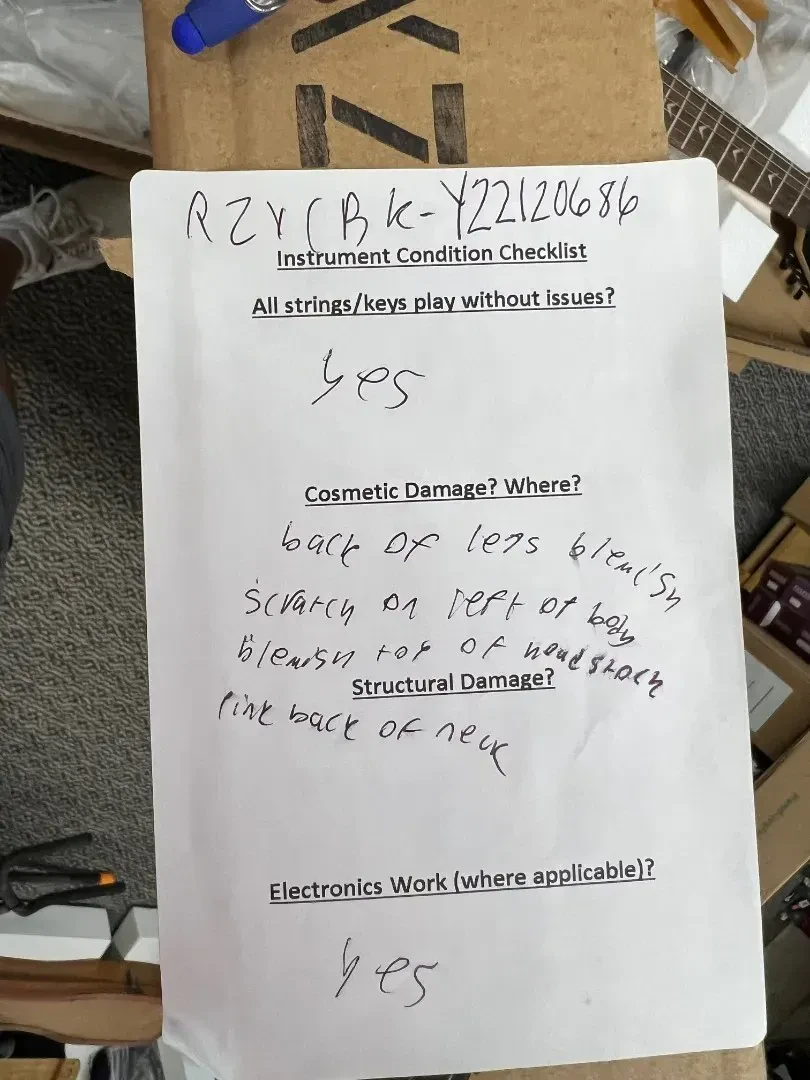 RZYCBK-Y22120686
Instrument Condition Checklist
All strings/keys play without issues?
yes
Cosmetic Damage? Where?
back of legs blemish
scratch on left of body
blemish top of headstock
Structural Damage?
back of neck
Electronics Work (where applicable)?
yes